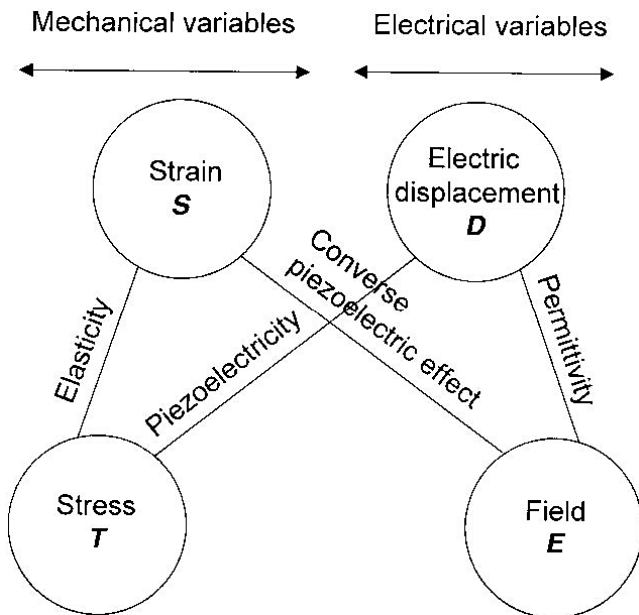 Mechanical variables
Electrical variables
Strain
S
Electric
displacement
D
Converse
piezoelectric effect
Elasticity
Piezoelectricity
Permittivity
Stress
T
Field
E